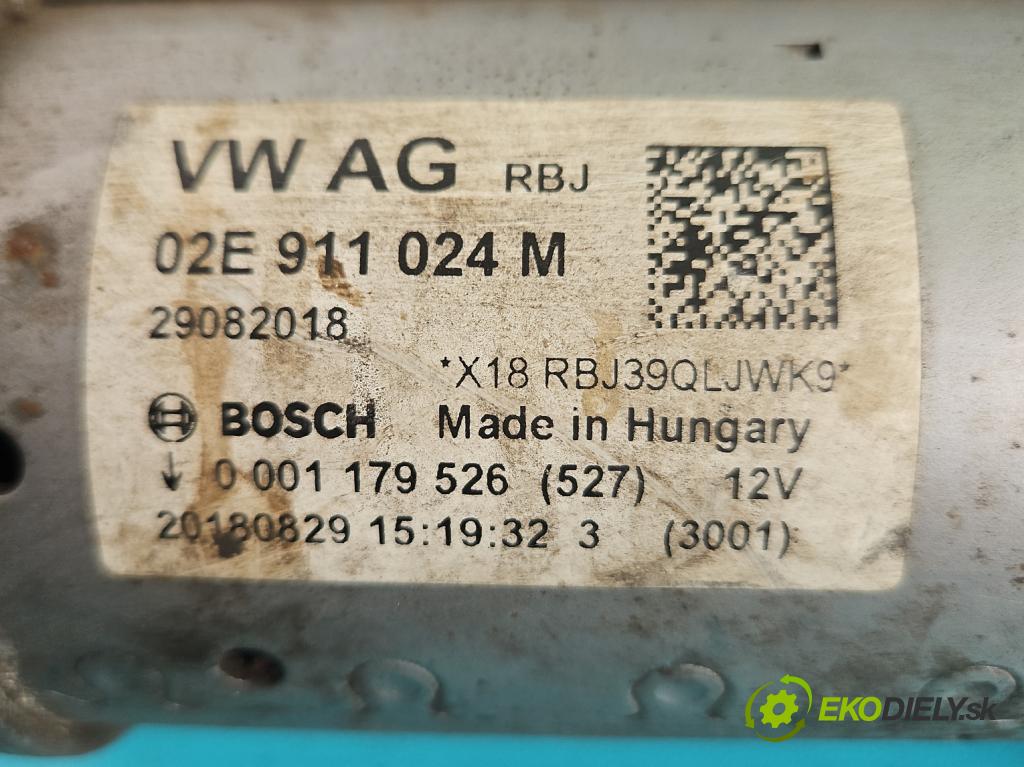 VW AG RBJ
02E 911 024 M
29082018
*X18 RBJ39QLJWK9*
BOSCH Made in Hungary
↓ 0 001 179 526 (527) 12V
20180829 15:19:32 3 (3001)
EKODIELY.sk